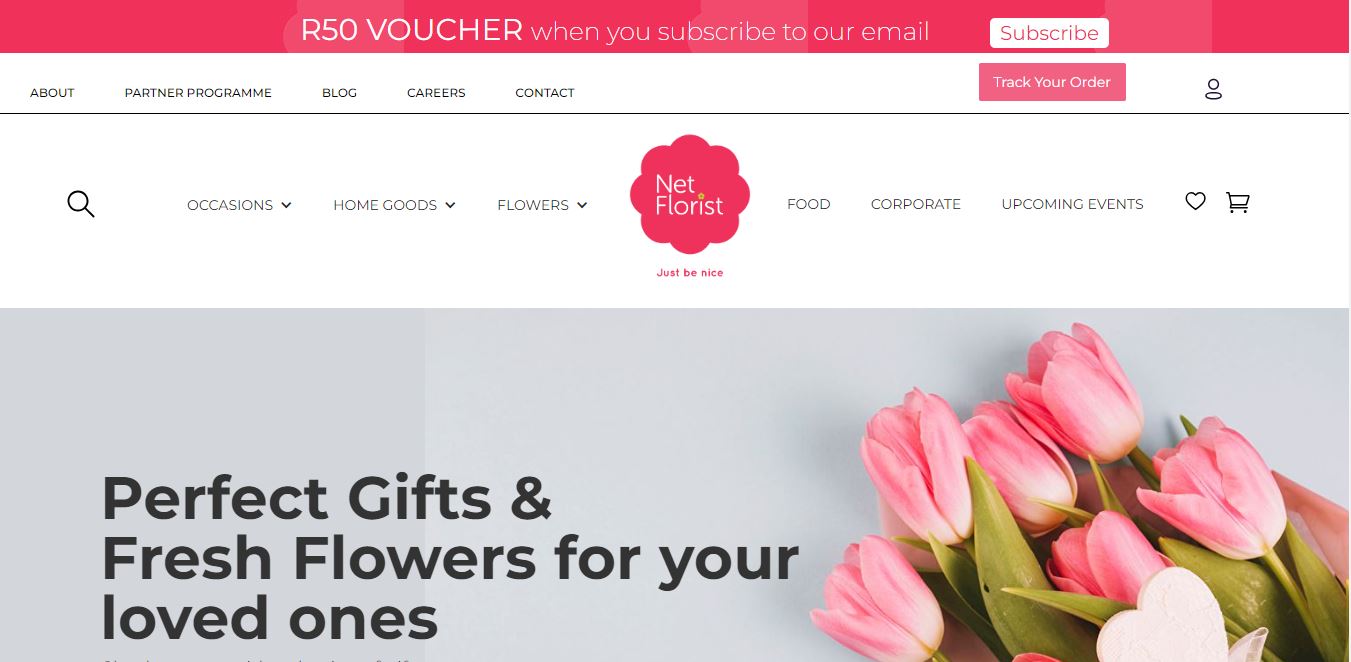 R50 VOUCHER when you subscribe to our email Subscribe
Track Your Order
ABOUT PARTNER PROGRAMME BLOG CAREERS CONTACT
OCCASIONS HOME GOODS FLOWERS
Net
Florist
Just be nice
FOOD CORPORATE UPCOMING EVENTS
Perfect Gifts &
Fresh Flowers for your
loved ones